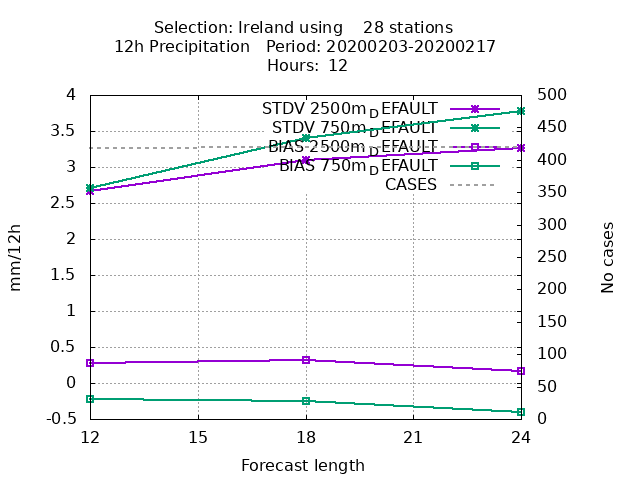 Selection: Ireland using 28 stations
12h Precipitation Period: 20200203-20200217
Hours: 12
4
3.5
3
2.5
2
1.5
1
0.5
0
-0.5
500
450
400
350
300
250
200
150
100
50
0
STDV 2500m_DEFAULT
STDV 750m_DEFAULT
BIAS 2500m_DEFAULT
BIAS 750m_DEFAULT
CASES
mm/12h
No cases
12 15 18 21 24
Forecast length